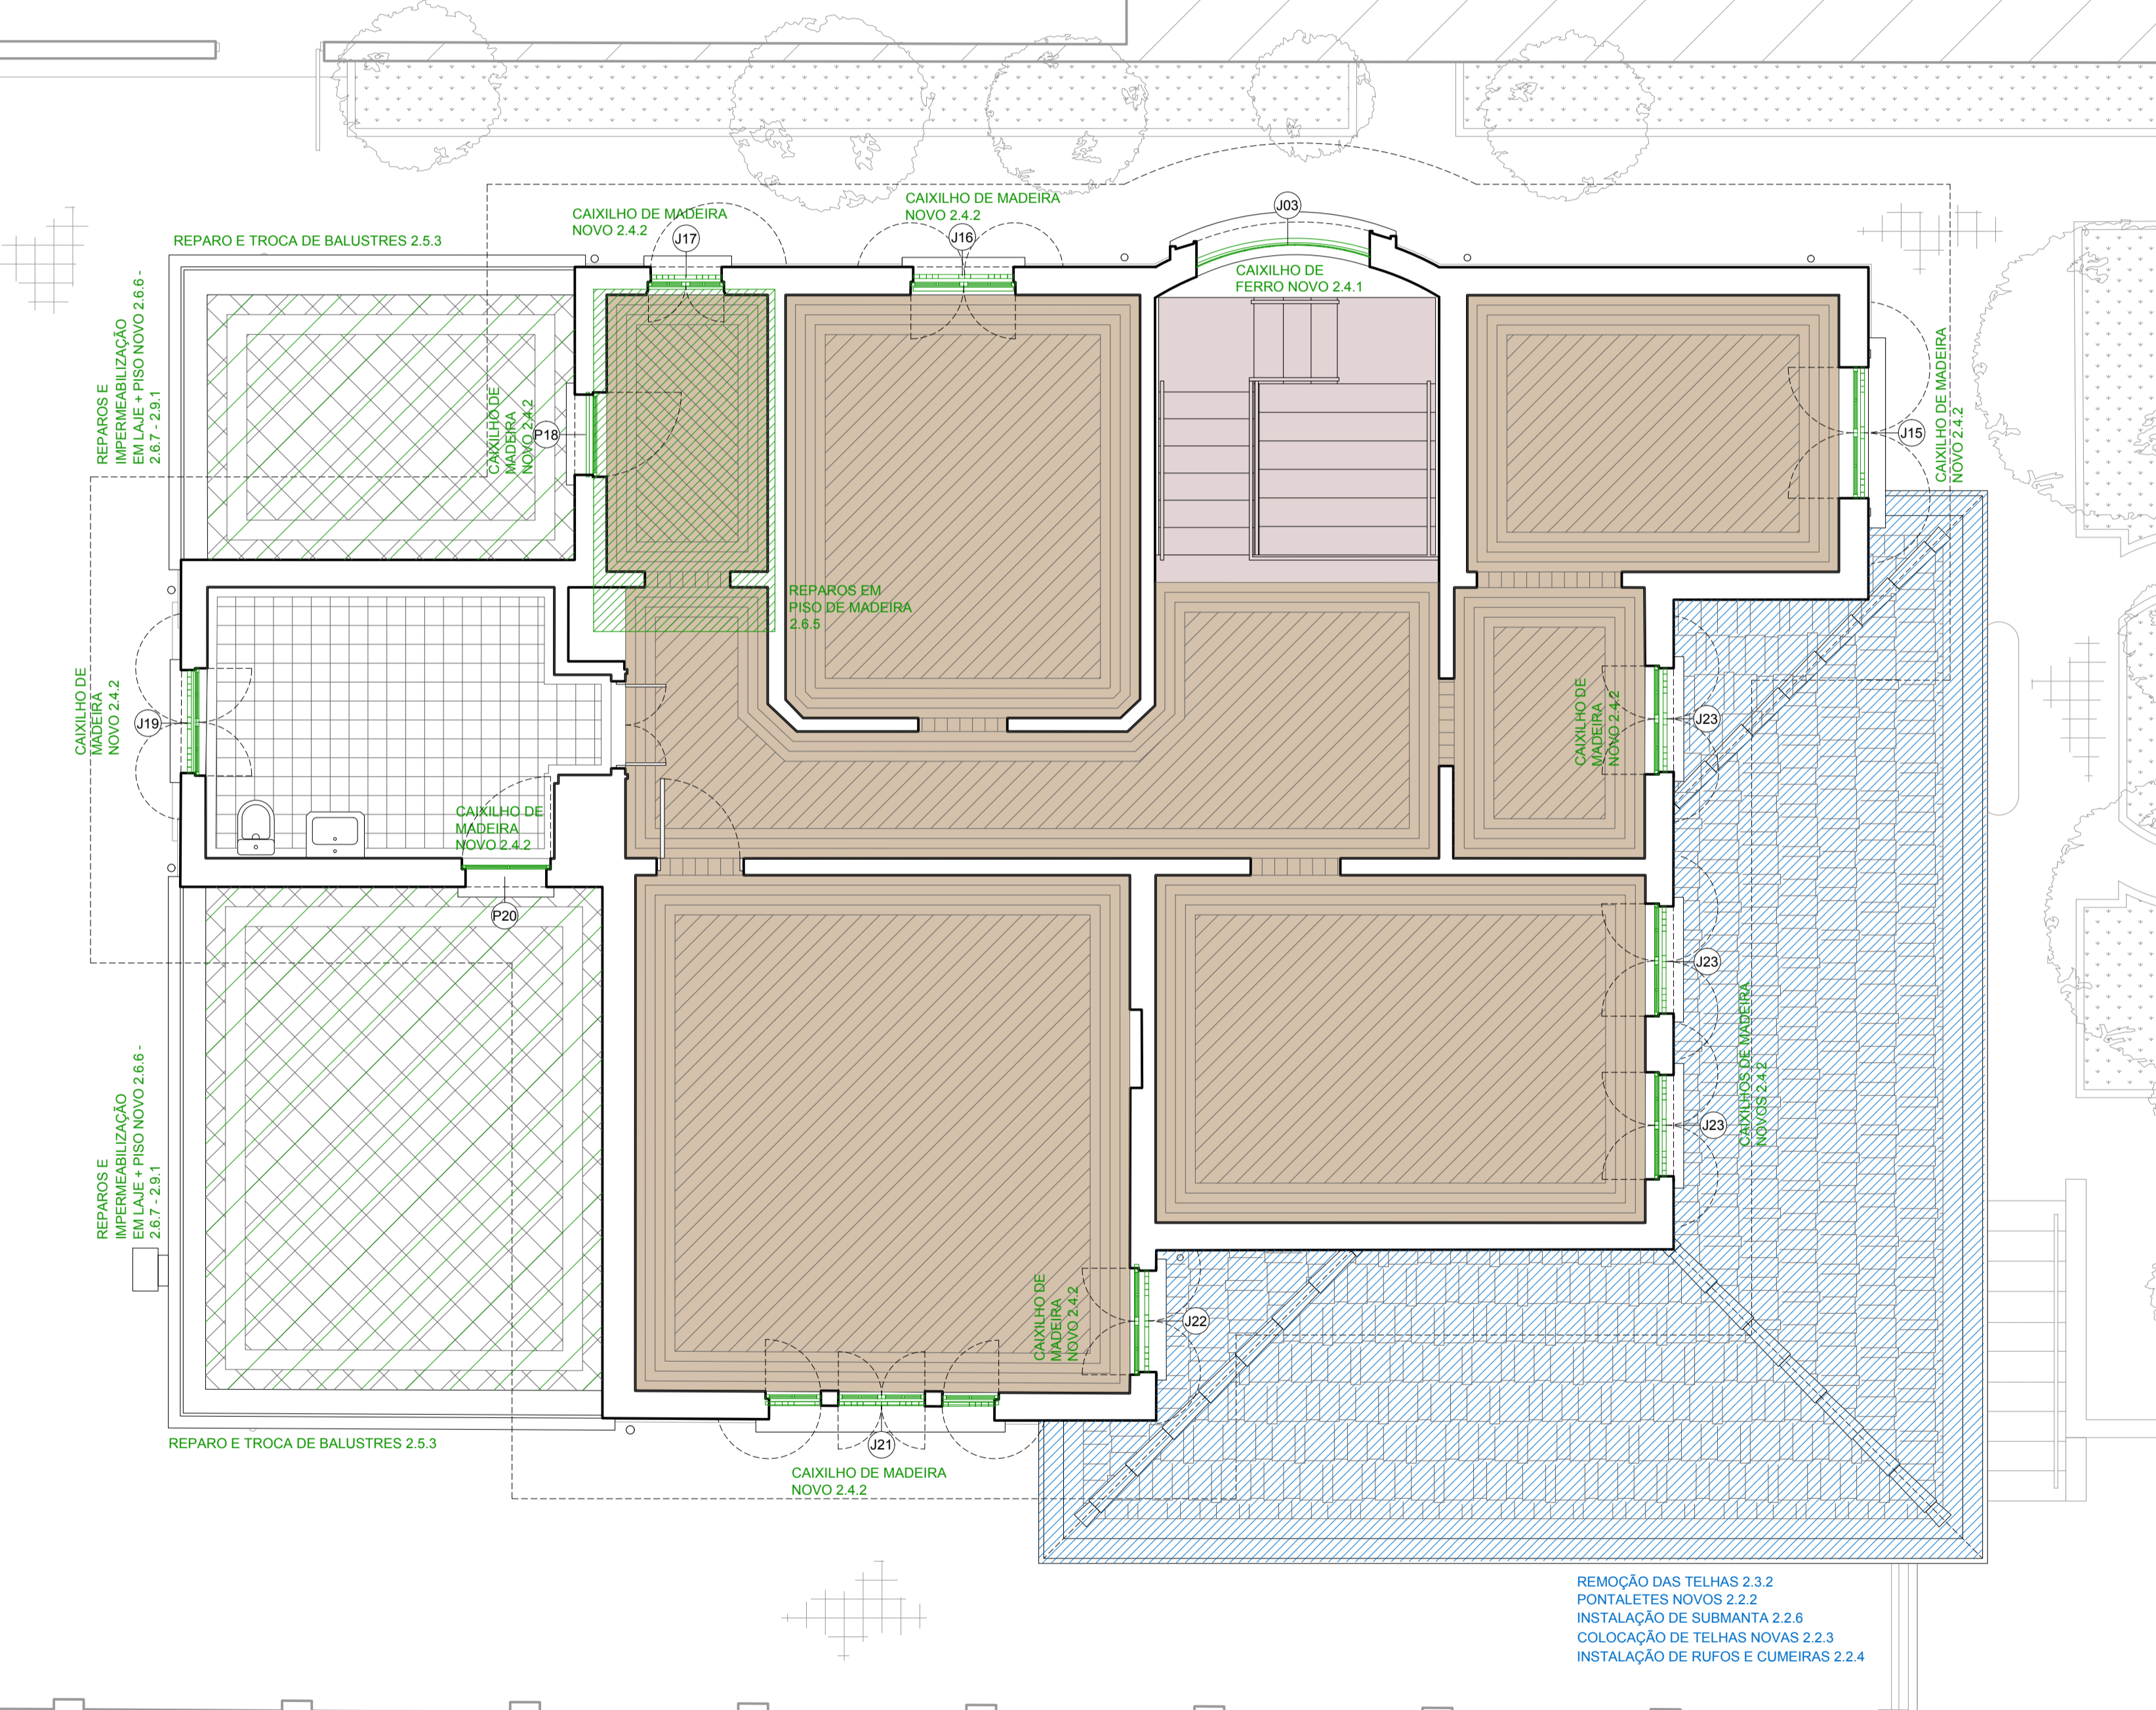 J03
CAIXILHO DE MADEIRA
NOVO 2.4.2
CAIXILHO DE MADEIRA
NOVO 2.4.2
REPARO E TROCA DE BALUSTRES 2.5.3
J17
J16
CAIXILHO DE
FERRO NOVO 2.4.1
REPAROS E
IMPERMEABILIZAÇÃO
EM LAJE + PISO NOVO 2.6.6 -
2.6.7 - 2.9.1
CAIXILHO DE
MADEIRA
NOVO 2.4.2
P18
J15
CAIXILHO DE MADEIRA
NOVO 2.4.2
REPAROS EM
PISO DE MADEIRA
2.6.5
CAIXILHO DE
MADEIRA
NOVO 2.4.2
J19
CAIXILHO DE
MADEIRA
NOVO 2.4.2
J23
CAIXILHO DE
MADEIRA
NOVO 2.4.2
P20
J23
CAIXILHOS DE MADEIRA
NOVOS 2.4.2
J23
REPAROS E
IMPERMEABILIZAÇÃO
EM LAJE + PISO NOVO 2.6.6 -
2.6.7 - 2.9.1
CAIXILHO DE
MADEIRA
NOVO 2.4.2
J22
REPARO E TROCA DE BALUSTRES 2.5.3
J21
CAIXILHO DE MADEIRA
NOVO 2.4.2
REMOÇÃO DAS TELHAS 2.3.2
PONTALETES NOVOS 2.2.2
INSTALAÇÃO DE SUBMANTA 2.2.6
COLOCAÇÃO DE TELHAS NOVAS 2.2.3
INSTALAÇÃO DE RUFOS E CUMEIRAS 2.2.4